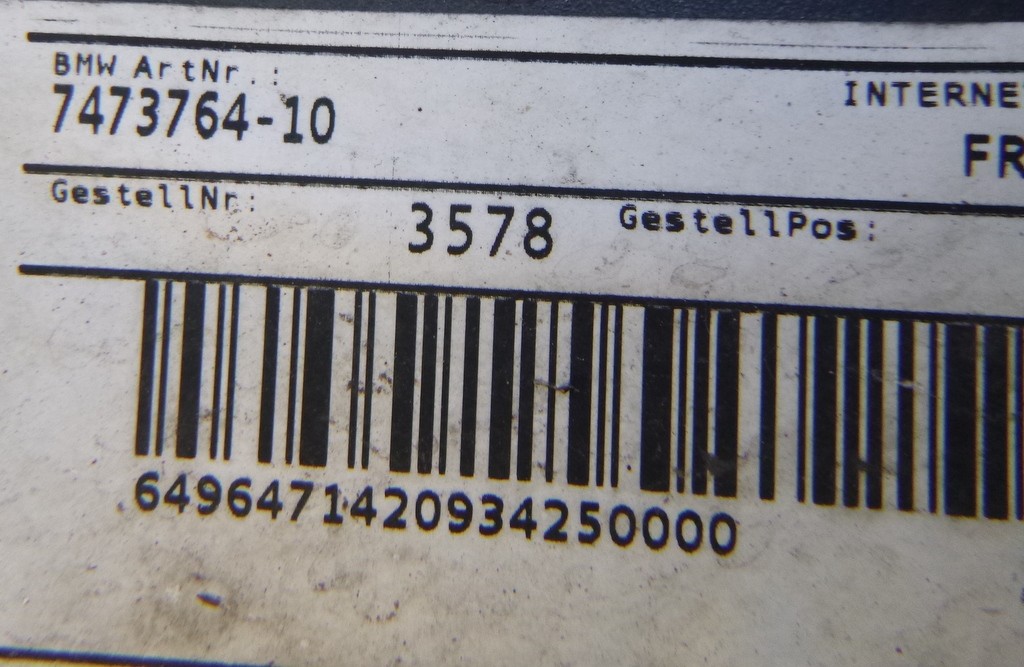 BMW ArtNr.:
7473764-10
INTERNE
FR
GestellNr:
3578
GestellPos:
6496471420934250000